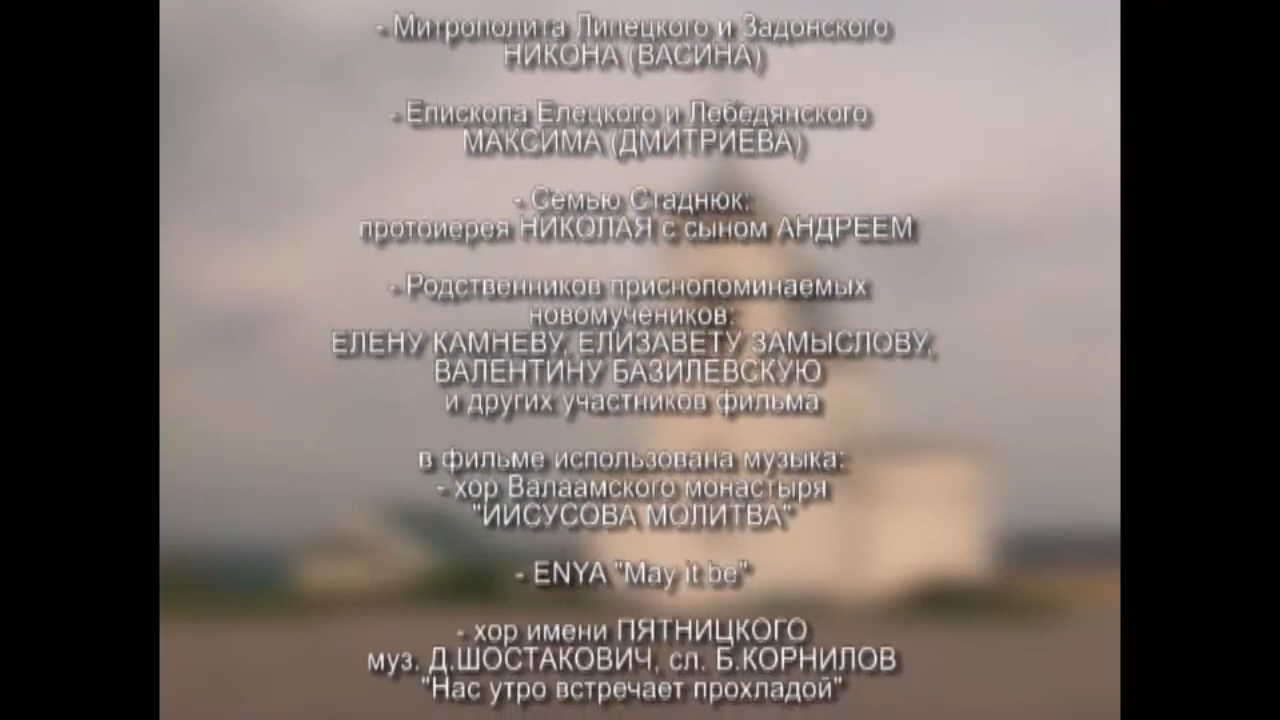 - Митрополита Липецкого и Задонского
НИКОНА (ВАСИНА)
- Епископа Елецкого и Лебедянского
МАКСИМА (ДМИТРИЕВА)
- Семью Стаднюк:
протоиерея НИКОЛАЯ с сыном АНДРЕЕМ
- Родственников приснопоминаемых
новомучеников:
ЕЛЕНУ КАМНЕВУ, ЕЛИЗАВЕТУ ЗАМЫСЛОВУ,
ВАЛЕНТИНУ БАЗИЛЕВСКУЮ
и других участников фильма
в фильме использована музыка:
- хор Валаамского монастыря
"ИИСУСОВА МОЛИТВА"
- ENYA "May it be"
- хор имени ПЯТНИЦКОГО
муз. Д.ШОСТАКОВИЧ, сл. Б.КОРНИЛОВ
"Нас утро встречает прохладой"